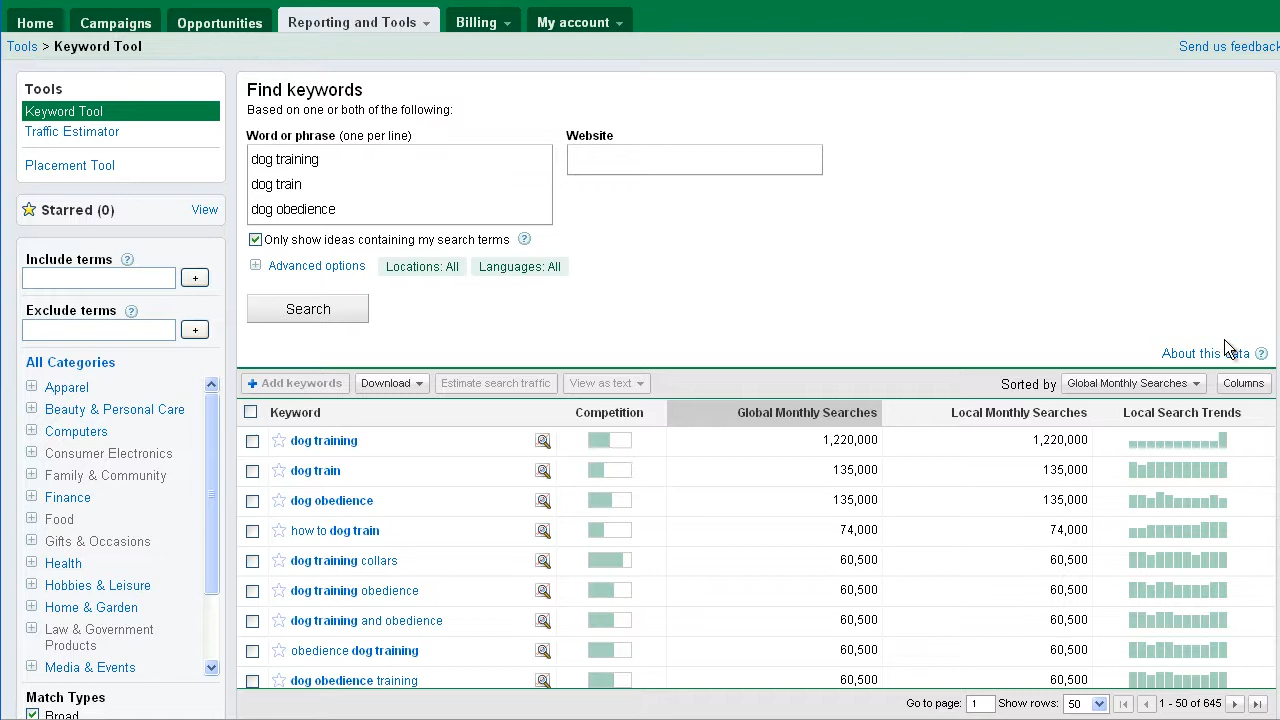 Home Campaigns Opportunities Reporting and Tools Billing My account
Tools > Keyword Tool Send us feedback
Tools
Keyword Tool
Traffic Estimator
Placement Tool
Starred (0) View
Include terms ?
+
Exclude terms ?
+
All Categories
Apparel
Beauty & Personal Care
Computers
Consumer Electronics
Family & Community
Finance
Food
Gifts & Occasions
Health
Hobbies & Leisure
Home & Garden
Law & Government
Products
Media & Events
Match Types
Broad
Find keywords
Based on one or both of the following:
Word or phrase (one per line) Website
dog training
dog train
dog obedience
Only show ideas containing my search terms ?
Advanced options Locations: All Languages: All
Search
About this data ?
+ Add keywords Download Estimate search traffic View as text Sorted by Global Monthly Searches Columns
Keyword Competition Global Monthly Searches Local Monthly Searches Local Search Trends
dog training 1,220,000 1,220,000
dog train 135,000 135,000
dog obedience 135,000 135,000
how to dog train 74,000 74,000
dog training collars 60,500 60,500
dog training obedience 60,500 60,500
dog training and obedience 60,500 60,500
obedience dog training 60,500 60,500
dog obedience training 60,500 60,500
Go to page: 1 Show rows: 50 1 - 50 of 645